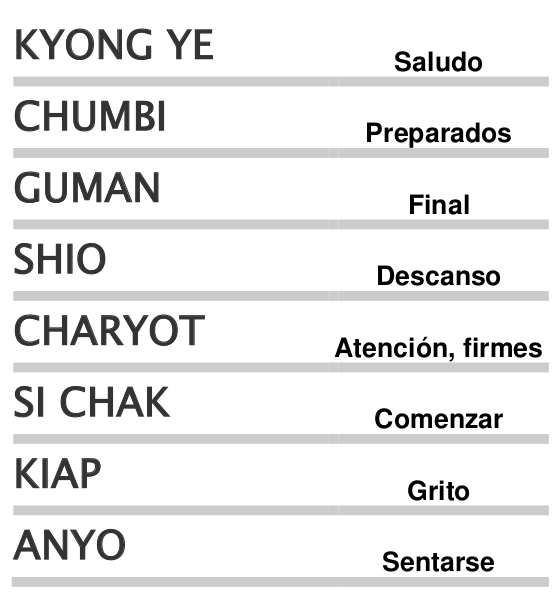 KYONG YE
Saludo
CHUMBI
Preparados
GUMAN
Final
SHIO
Descanso
CHARYOT
Atención, firmes
SI CHAK
Comenzar
KIAP
Grito
ANYO
Sentarse